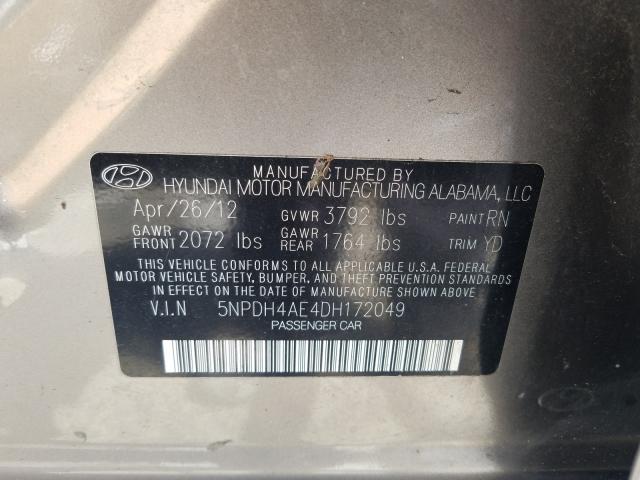 MANUFACTURED BY
HYUNDAI MOTOR MANUFACTURING ALABAMA, LLC
Apr/26/12 GVWR 3792 lbs PAINT RN
GAWR FRONT 2072 lbs GAWR REAR 1764 lbs TRIM YD
THIS VEHICLE CONFORMS TO ALL APPLICABLE U.S.A. FEDERAL
MOTOR VEHICLE SAFETY, BUMPER, AND THEFT PREVENTION STANDARDS
IN EFFECT ON THE DATE OF MANUFACTURE SHOWN ABOVE.
V.I.N 5NPDH4AE4DH172049
PASSENGER CAR